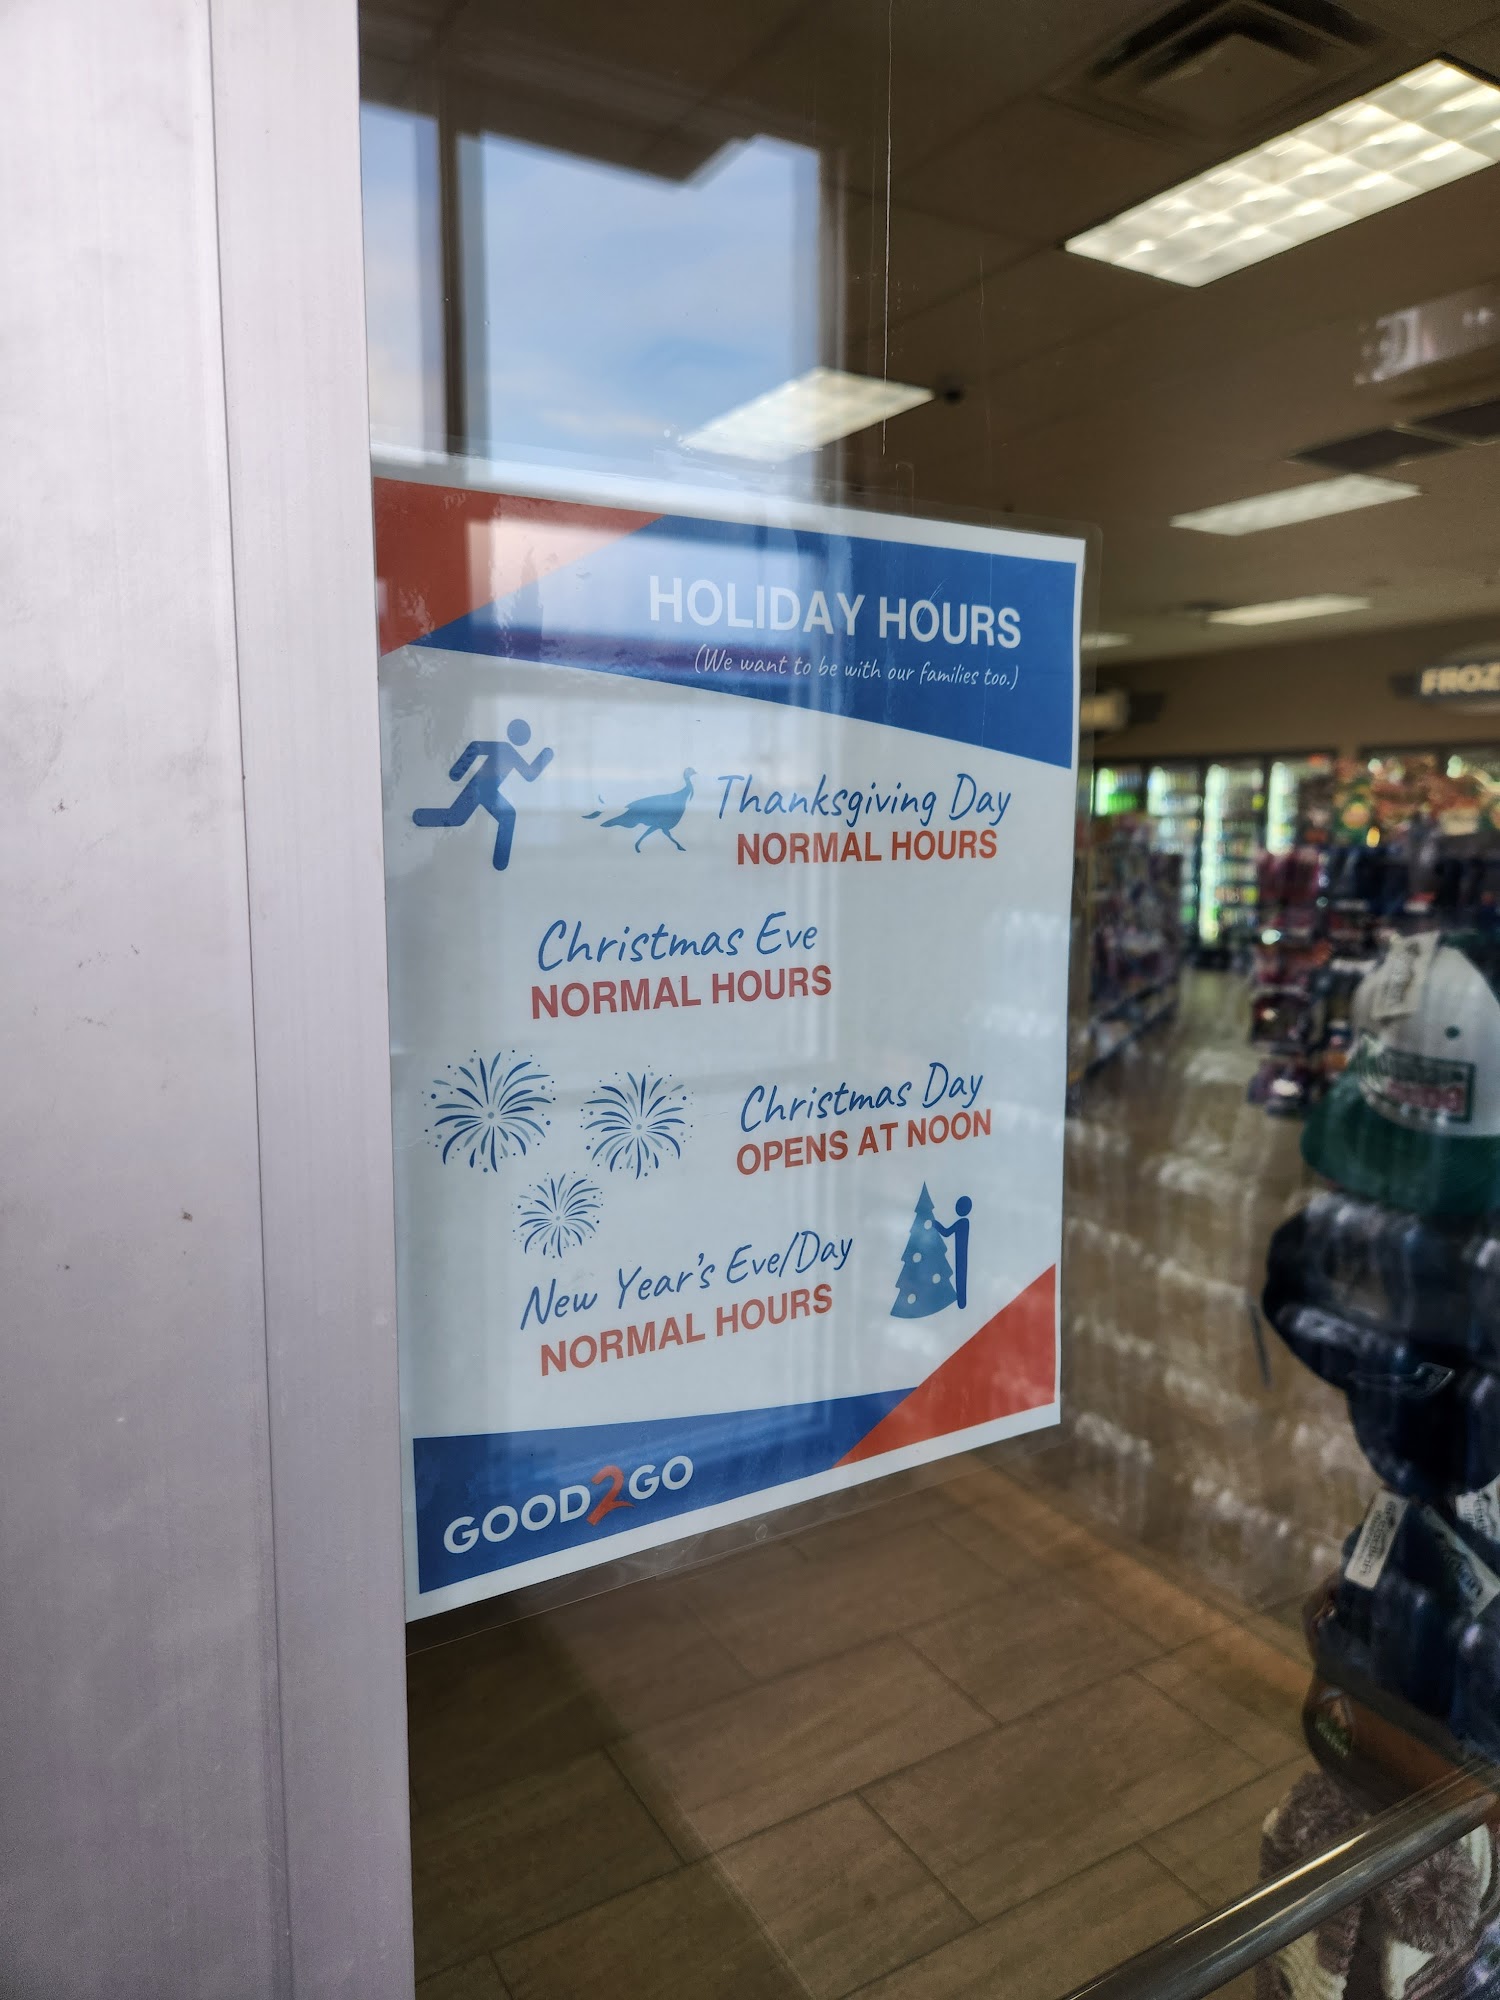 HOLIDAY HOURS
(We want to be with our families too.)
Thanksgiving Day
NORMAL HOURS
Christmas Eve
NORMAL HOURS
Christmas Day
OPENS AT NOON
New Year's Eve/Day
NORMAL HOURS
GOOD2GO